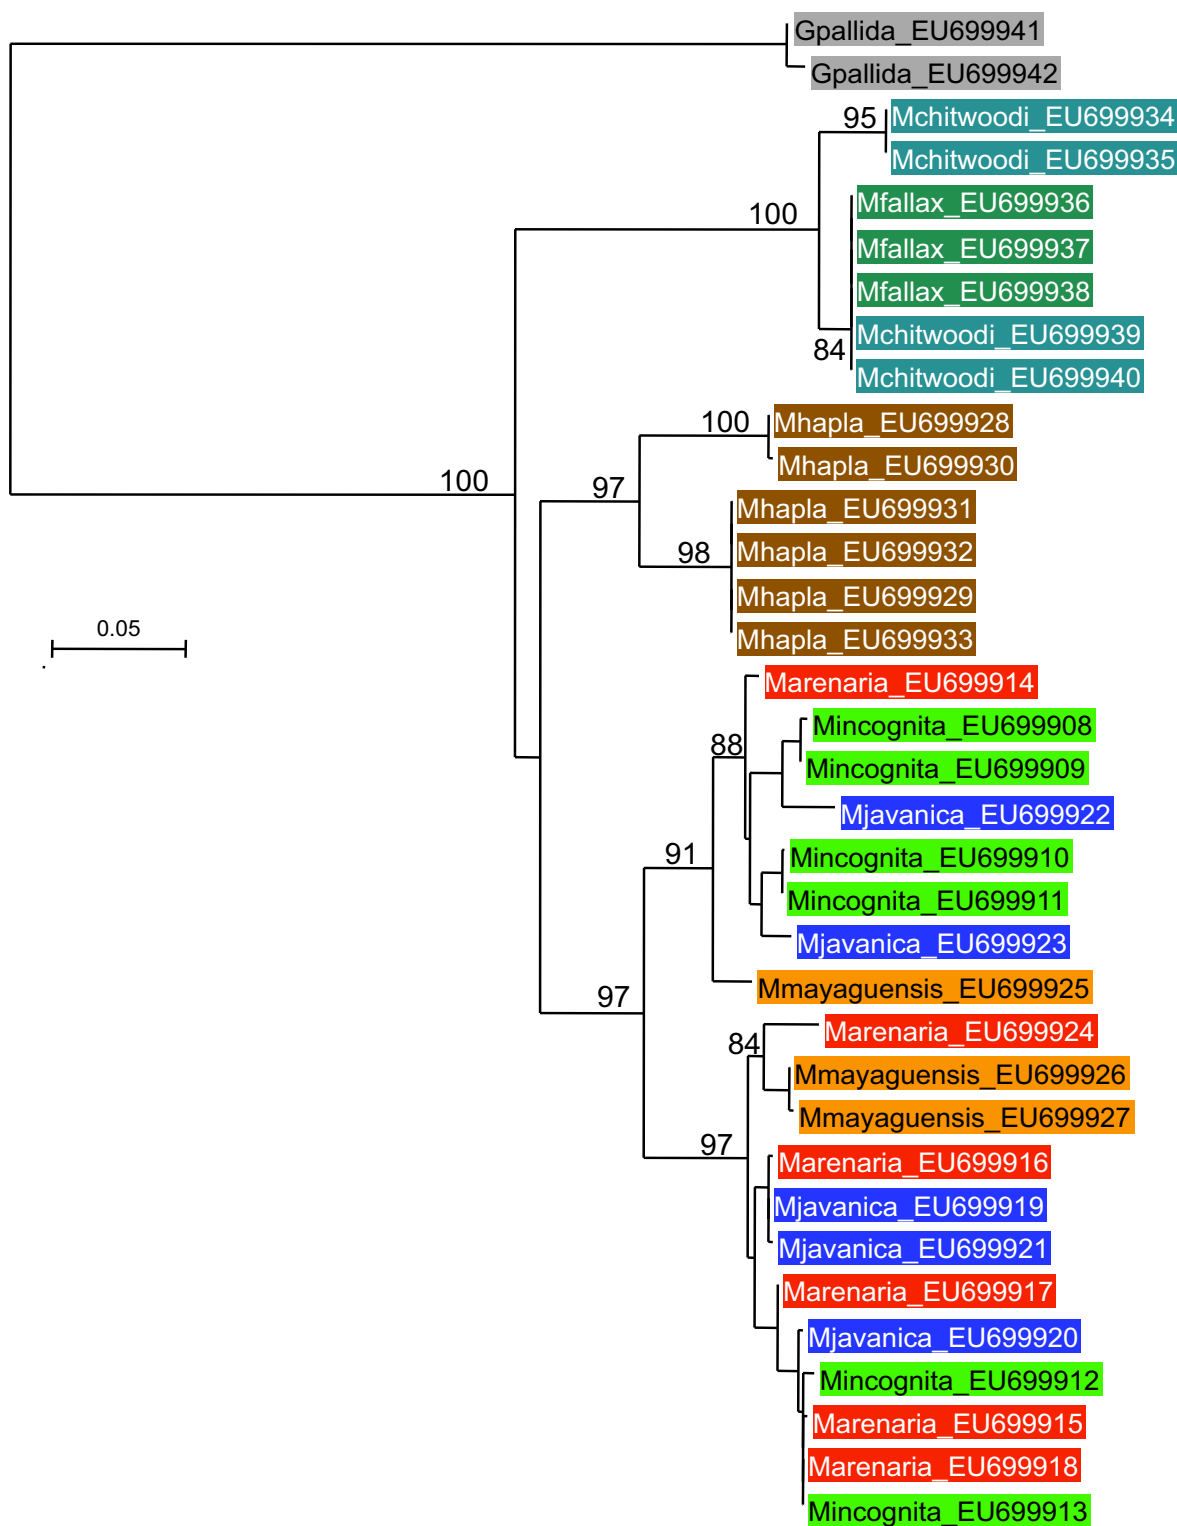 Gpallida_EU699941
Gpallida_EU699942
95
Mchitwoodi_EU699934
Mchitwoodi_EU699935
Mfallax_EU699936
100
Mfallax_EU699937
Mfallax_EU699938
Mchitwoodi_EU699939
84
Mchitwoodi_EU699940
100
Mhapla_EU699928
Mhapla_EU699930
100
97
Mhapla_EU699931
98
Mhapla_EU699932
Mhapla_EU699929
0.05
Mhapla_EU699933
Marenaria_EU699914
Mincognita_EU699908
88
Mincognita_EU699909
Mjavanica_EU699922
91
Mincognita_EU699910
Mincognita_EU699911
Mjavanica_EU699923
Mmayaguensis_EU699925
97
Marenaria_EU699924
84
Mmayaguensis_EU699926
Mmayaguensis_EU699927
97
Marenaria_EU699916
Mjavanica_EU699919
Mjavanica_EU699921
Marenaria_EU699917
Mjavanica_EU699920
Mincognita_EU699912
Marenaria_EU699915
Marenaria_EU699918
Mincognita_EU699913